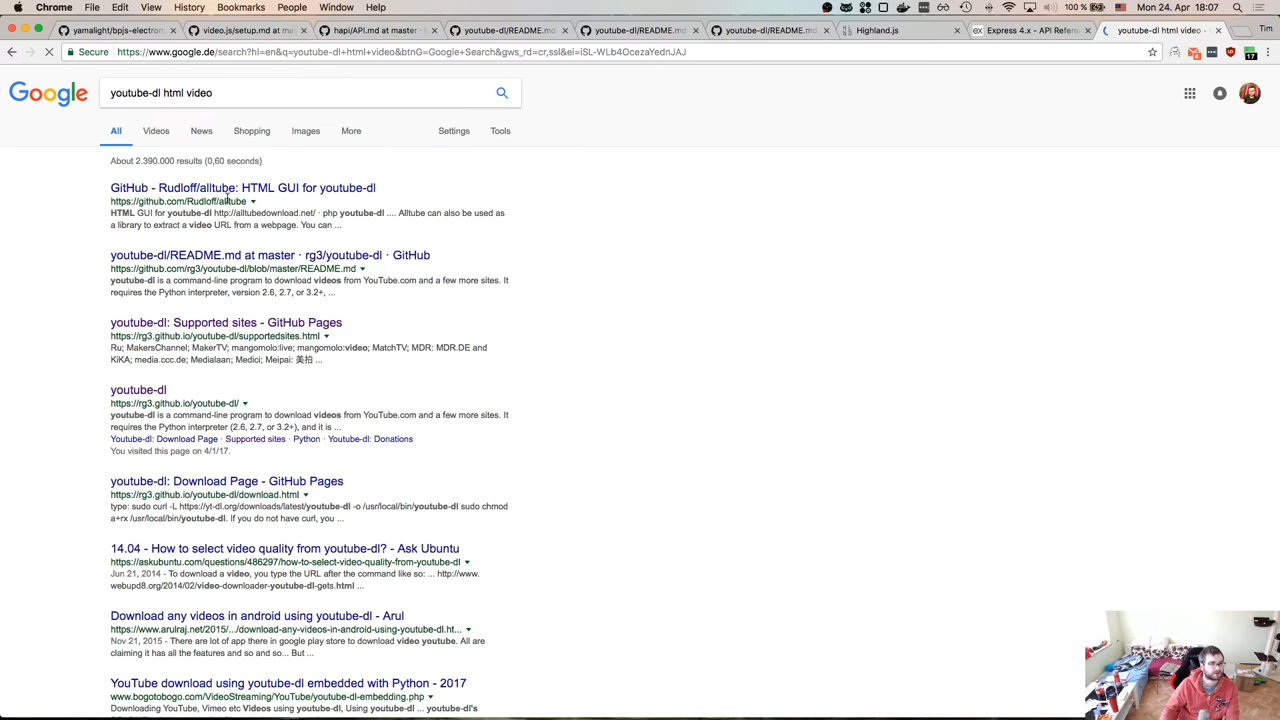 Chrome File Edit View History Bookmarks People Window Help
100 % Mo. 24. Apr. 18:07
yamalight/bpjs-electron
video.js/setup.md at mas
hapi/API.md at master · h
youtube-dl/README.md
youtube-dl/README.md
youtube-dl/README.md
Highland.js
Express 4.x - API Refere
youtube-dl html video - G
Tim
Secure https://www.google.de/search?hl=en&q=youtube-dl+html+video&btnG=Google+Search&gws_rd=cr,ssl&ei=iSL-WLb4OcezaYednJAJ
Google
youtube-dl html video
All Videos News Shopping Images More Settings Tools
About 2.390.000 results (0,60 seconds)
GitHub - Rudloff/alltube: HTML GUI for youtube-dl
https://github.com/Rudloff/alltube
HTML GUI for youtube-dl http://alltubedownload.net/ · php youtube-dl .... Alltube can also be used as
a library to extract a video URL from a webpage. You can ...
youtube-dl/README.md at master · rg3/youtube-dl · GitHub
https://github.com/rg3/youtube-dl/blob/master/README.md
youtube-dl is a command-line program to download videos from YouTube.com and a few more sites. It
requires the Python interpreter, version 2.6, 2.7, or 3.2+, ...
youtube-dl: Supported sites - GitHub Pages
https://rg3.github.io/youtube-dl/supportedsites.html
Ru; MakersChannel; MakerTV; mangomolo:live; mangomolo:video; MatchTV; MDR: MDR.DE and
KiKA; media.ccc.de; Medialaan; Medici; Meipai: 美拍 ...
youtube-dl
https://rg3.github.io/youtube-dl/
youtube-dl is a command-line program to download videos from YouTube.com and a few more sites. It
requires the Python interpreter (2.6, 2.7, or 3.2+), and it is ...
Youtube-dl: Download Page · Supported sites · Python · Youtube-dl: Donations
You visited this page on 4/1/17.
youtube-dl: Download Page - GitHub Pages
https://rg3.github.io/youtube-dl/download.html
type: sudo curl -L https://yt-dl.org/downloads/latest/youtube-dl -o /usr/local/bin/youtube-dl sudo chmod
a+rx /usr/local/bin/youtube-dl. If you do not have curl, you ...
14.04 - How to select video quality from youtube-dl? - Ask Ubuntu
https://askubuntu.com/questions/486297/how-to-select-video-quality-from-youtube-dl
Jun 21, 2014 - To download a video, you type the URL after the command like so: ... http://www.
webupd8.org/2014/02/video-downloader-youtube-dl-gets.html ...
Download any videos in android using youtube-dl - Arul
https://www.arulraj.net/2015/.../download-any-videos-in-android-using-youtube-dl.ht...
Nov 21, 2015 - There are lot of app there in google play store to download video youtube. All are
claiming it has all the features and so and so... But ...
YouTube download using youtube-dl embedded with Python - 2017
www.bogotobogo.com/VideoStreaming/YouTube/youtube-dl-embedding.php
Downloading YouTube, Vimeo etc Videos using youtube-dl, Using youtube-dl ... youtube-dl's